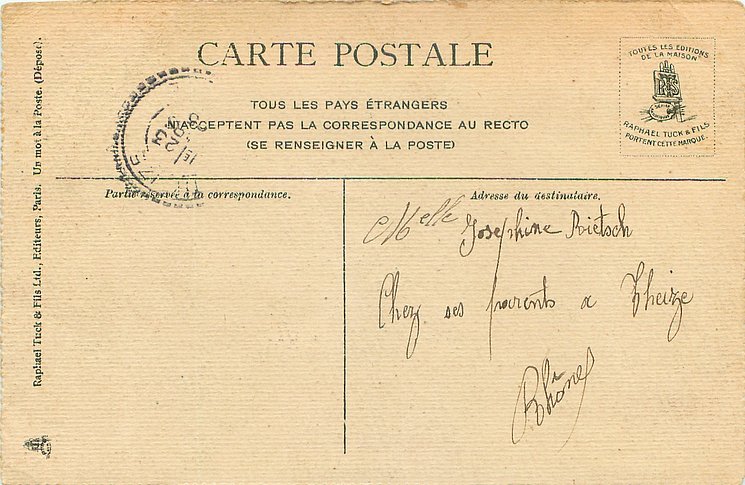 CARTE POSTALE
TOUS LES PAYS ÉTRANGERS
N'ACCEPTENT PAS LA CORRESPONDANCE AU RECTO
(SE RENSEIGNER À LA POSTE)
TOUTES LES EDITIONS
DE LA MAISON
RAPHAEL TUCK & FILS
PORTENT CETTE MARQUE.
Partie réservée à la correspondance.
Adresse du destinataire.
Melle Josephine Rietsch
Chez ses parents a Theize
Rhône
Raphael Tuck & Fils Ltd., Editeurs, Paris. Un mot à la Poste. (Déposé).